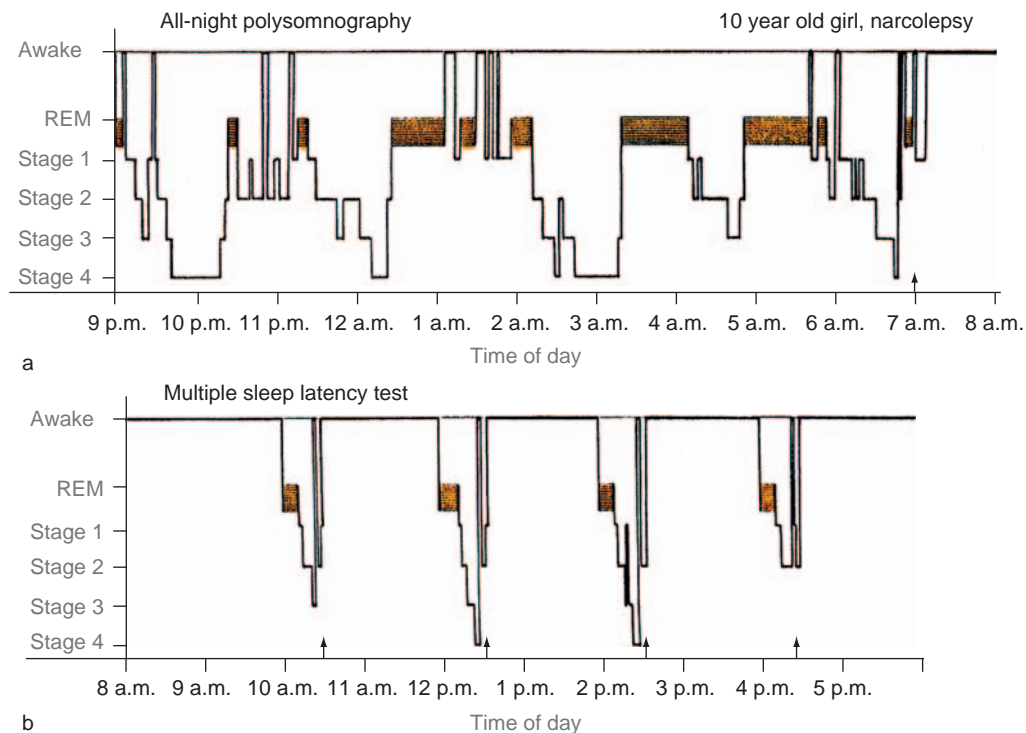 All-night polysomnography
10 year old girl, narcolepsy
Awake
REM
Stage 1
Stage 2
Stage 3
Stage 4
9 p.m. 10 p.m. 11 p.m. 12 a.m. 1 a.m. 2 a.m. 3 a.m. 4 a.m. 5 a.m. 6 a.m. 7 a.m. 8 a.m.
Time of day
a
Multiple sleep latency test
Awake
REM
Stage 1
Stage 2
Stage 3
Stage 4
8 a.m. 9 a.m. 10 a.m. 11 a.m. 12 p.m. 1 p.m. 2 p.m. 3 p.m. 4 p.m. 5 p.m.
Time of day
b